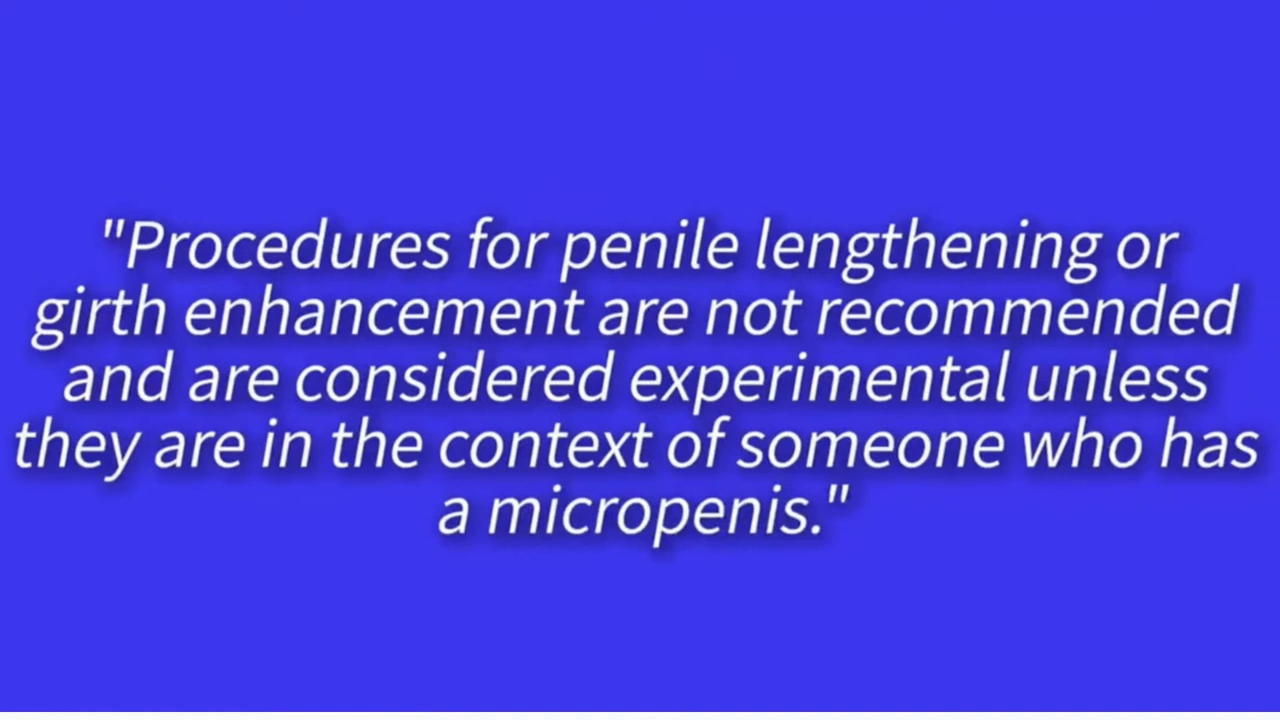 "Procedures for penile lengthening or
girth enhancement are not recommended
and are considered experimental unless
they are in the context of someone who has
a micropenis."